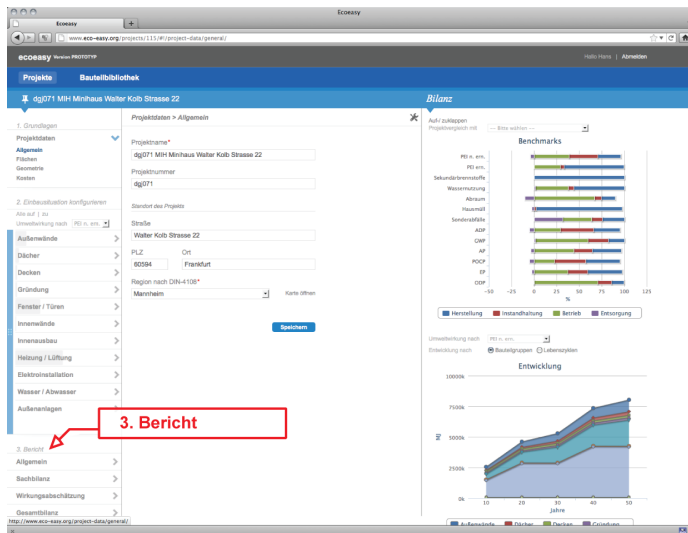 Ecoeasy
Ecoeasy
www.eco-easy.org/projects/115/#!/project-data/general/
ecoeasy Version PROTOTYP
Hallo Hans | Abmelden
Projekte Bauteilbibliothek
dgj071 MIH Minihaus Walter Kolb Strasse 22
Bilanz
1. Grundlagen
Projektdaten
Allgemein
Flächen
Geometrie
Kosten
2. Einbausituation konfigurieren
Alle auf | zu
Umweltwirkung nach PEI n. ern.
Außenwände
Dächer
Decken
Gründung
Fenster / Türen
Innenwände
Innenausbau
Heizung / Lüftung
Elektroinstallation
Wasser / Abwasser
Außenanlagen
3. Bericht
3. Bericht
Allgemein
Sachbilanz
Wirkungsabschätzung
Gesamtbilanz
http://www.eco-easy.org/project-data/general/
Projektdaten > Allgemein
Projektname*
dgj071 MIH Minihaus Walter Kolb Strasse 22
Projektnummer
dgj071
Standort des Projekts
Straße
Walter Kolb Strasse 22
PLZ Ort
60594 Frankfurt
Region nach DIN-4108*
Mannheim Karte öffnen
Speichern
Auf-/ zuklappen
Projektvergleich mit --- Bitte wählen ---
Benchmarks
PEI n. ern.
PEI ern.
Sekundärbrennstoffe
Wassernutzung
Abraum
Hausmüll
Sonderabfälle
ADP
GWP
AP
POCP
EP
ODP
-50 -25 0 25 50 75 100 125
%
Herstellung Instandhaltung Betrieb Entsorgung
Umweltwirkung nach PEI n. ern.
Entwicklung nach Bauteilgruppen Lebenszyklen
Entwicklung
10000k
7500k
5000k
2500k
0k
MJ
10 20 30 40 50
Jahre
Außenwände Dächer Decken Gründung